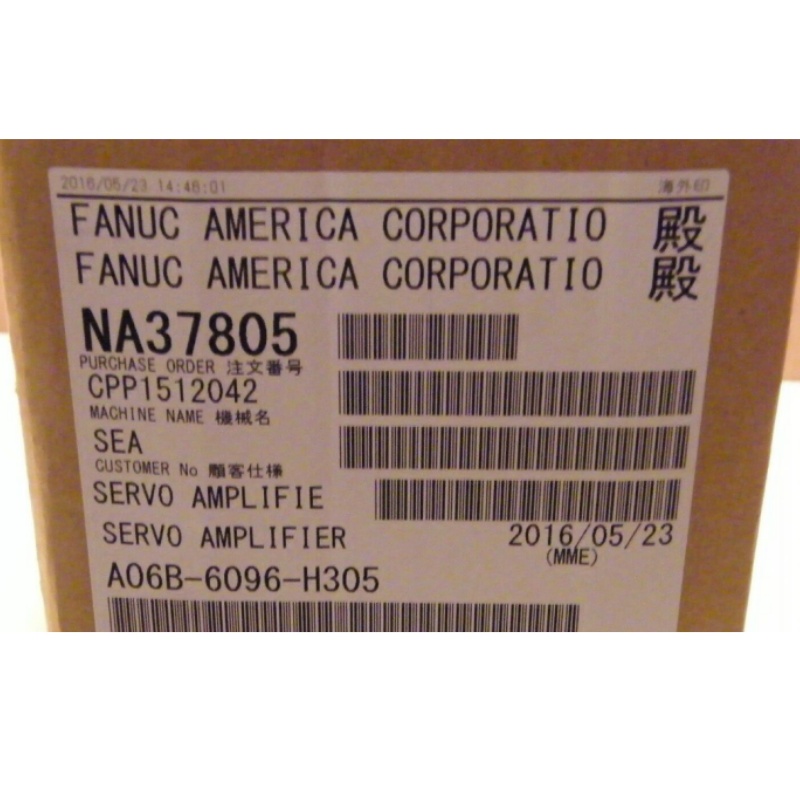 2016/05/23 14:46:01 海外印
FANUC AMERICA CORPORATIO 殿
FANUC AMERICA CORPORATIO 殿
NA37805
PURCHASE ORDER 注文番号
CPP1512042
MACHINE NAME 機械名
SEA
CUSTOMER No 顧客仕様
SERVO AMPLIFIE
SERVO AMPLIFIER 2016/05/23
(MME)
A06B-6096-H305